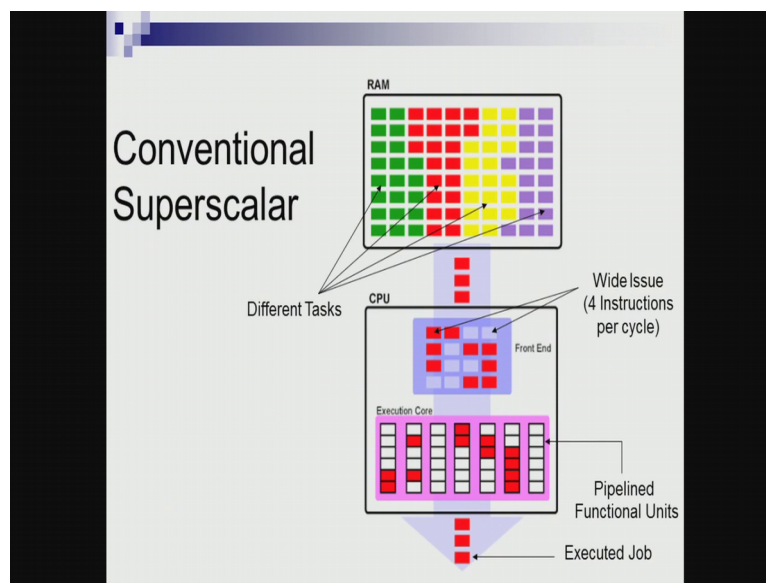 RAM
Conventional
Superscalar
Different Tasks
CPU
Wide Issue
(4 Instructions
per cycle)
Front End
Execution Core
Pipelined
Functional Units
Executed Job